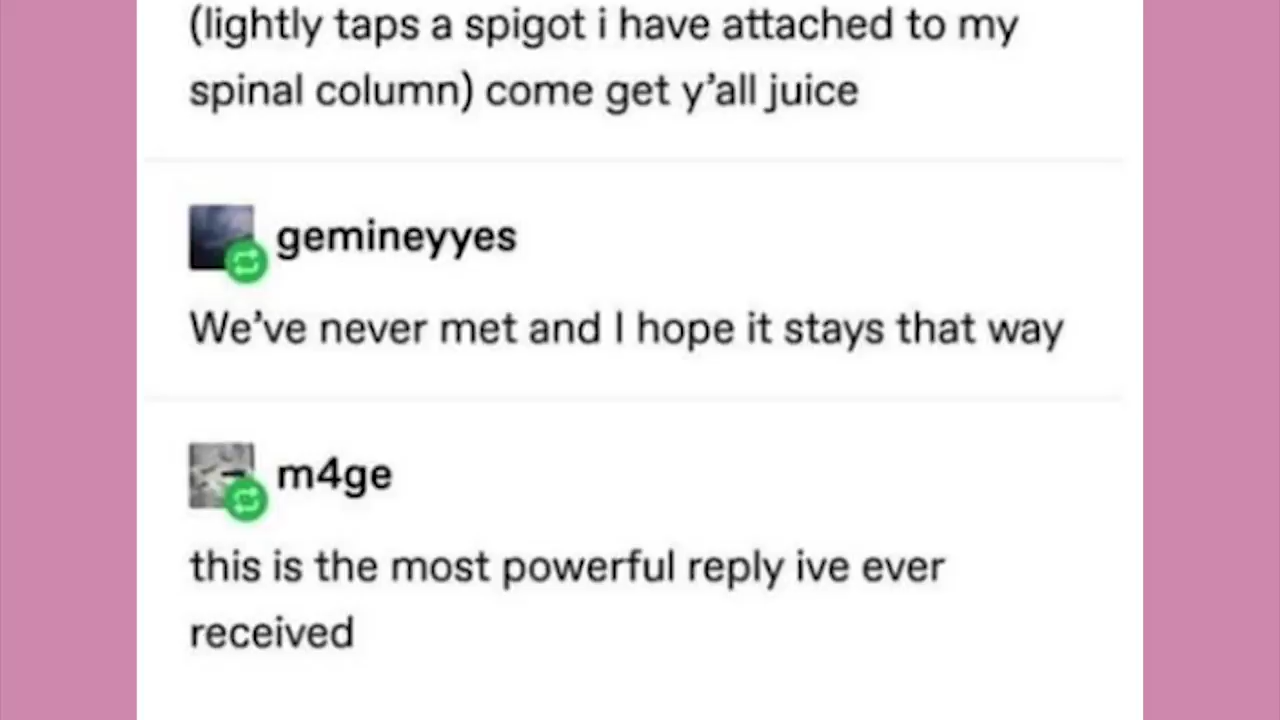 (lightly taps a spigot i have attached to my
spinal column) come get y’all juice
gemineyyes
We’ve never met and I hope it stays that way
m4ge
this is the most powerful reply ive ever
received